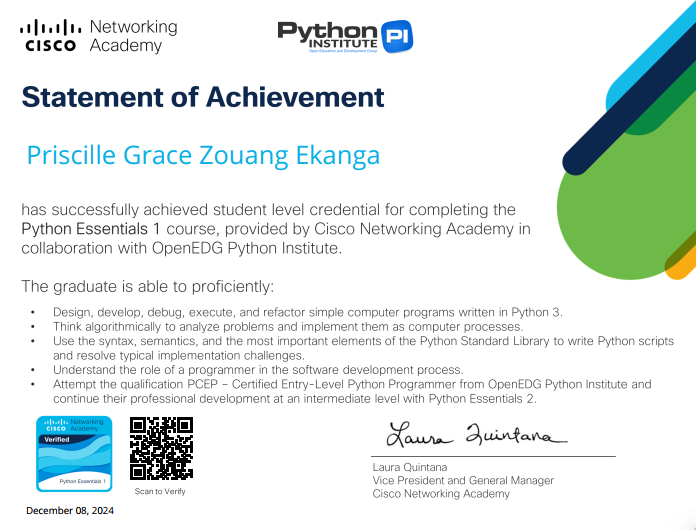 CISCO Networking Academy
Python INSTITUTE PI
Open Education and Development Group
Statement of Achievement
Priscille Grace Zouang Ekanga
has successfully achieved student level credential for completing the
Python Essentials 1 course, provided by Cisco Networking Academy in
collaboration with OpenEDG Python Institute.
The graduate is able to proficiently:
• Design, develop, debug, execute, and refactor simple computer programs written in Python 3.
• Think algorithmically to analyze problems and implement them as computer processes.
• Use the syntax, semantics, and the most important elements of the Python Standard Library to write Python scripts
and resolve typical implementation challenges.
• Understand the role of a programmer in the software development process.
• Attempt the qualification PCEP – Certified Entry-Level Python Programmer from OpenEDG Python Institute and
continue their professional development at an intermediate level with Python Essentials 2.
CISCO Networking Academy
Verified
Python Essentials 1
Scan to Verify
Laura Quintana
Laura Quintana
Vice President and General Manager
Cisco Networking Academy
December 08, 2024